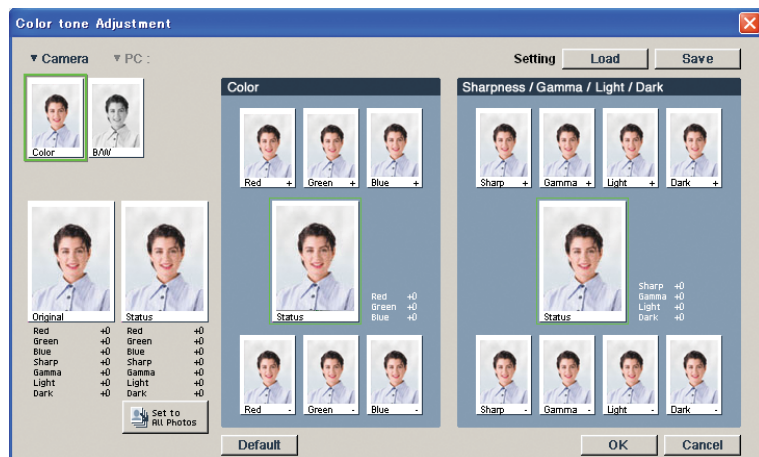 Color tone Adjustment
▼ Camera ▼ PC :
Setting Load Save
Color B/W
Color
Red + Green + Blue +
Status
Red +0
Green +0
Blue +0
Red - Green - Blue -
Sharpness / Gamma / Light / Dark
Sharp + Gamma + Light + Dark +
Status
Sharp +0
Gamma +0
Light +0
Dark +0
Sharp - Gamma - Light - Dark -
Original Status
Red +0 Red +0
Green +0 Green +0
Blue +0 Blue +0
Sharp +0 Sharp +0
Gamma +0 Gamma +0
Light +0 Light +0
Dark +0 Dark +0
Set to
All Photos
Default OK Cancel